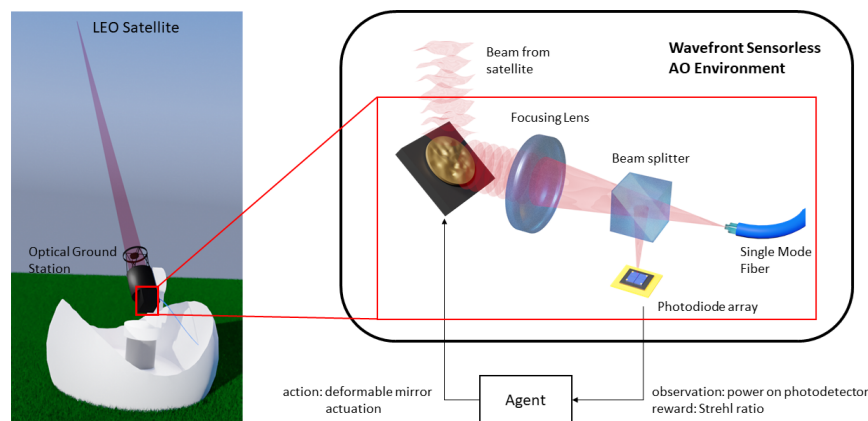 LEO Satellite
Optical Ground
Station
Beam from
satellite
Wavefront Sensorless
AO Environment
Focusing Lens
Beam splitter
Single Mode
Fiber
Photodiode array
action: deformable mirror
actuation
Agent
observation: power on photodetector
reward: Strehl ratio